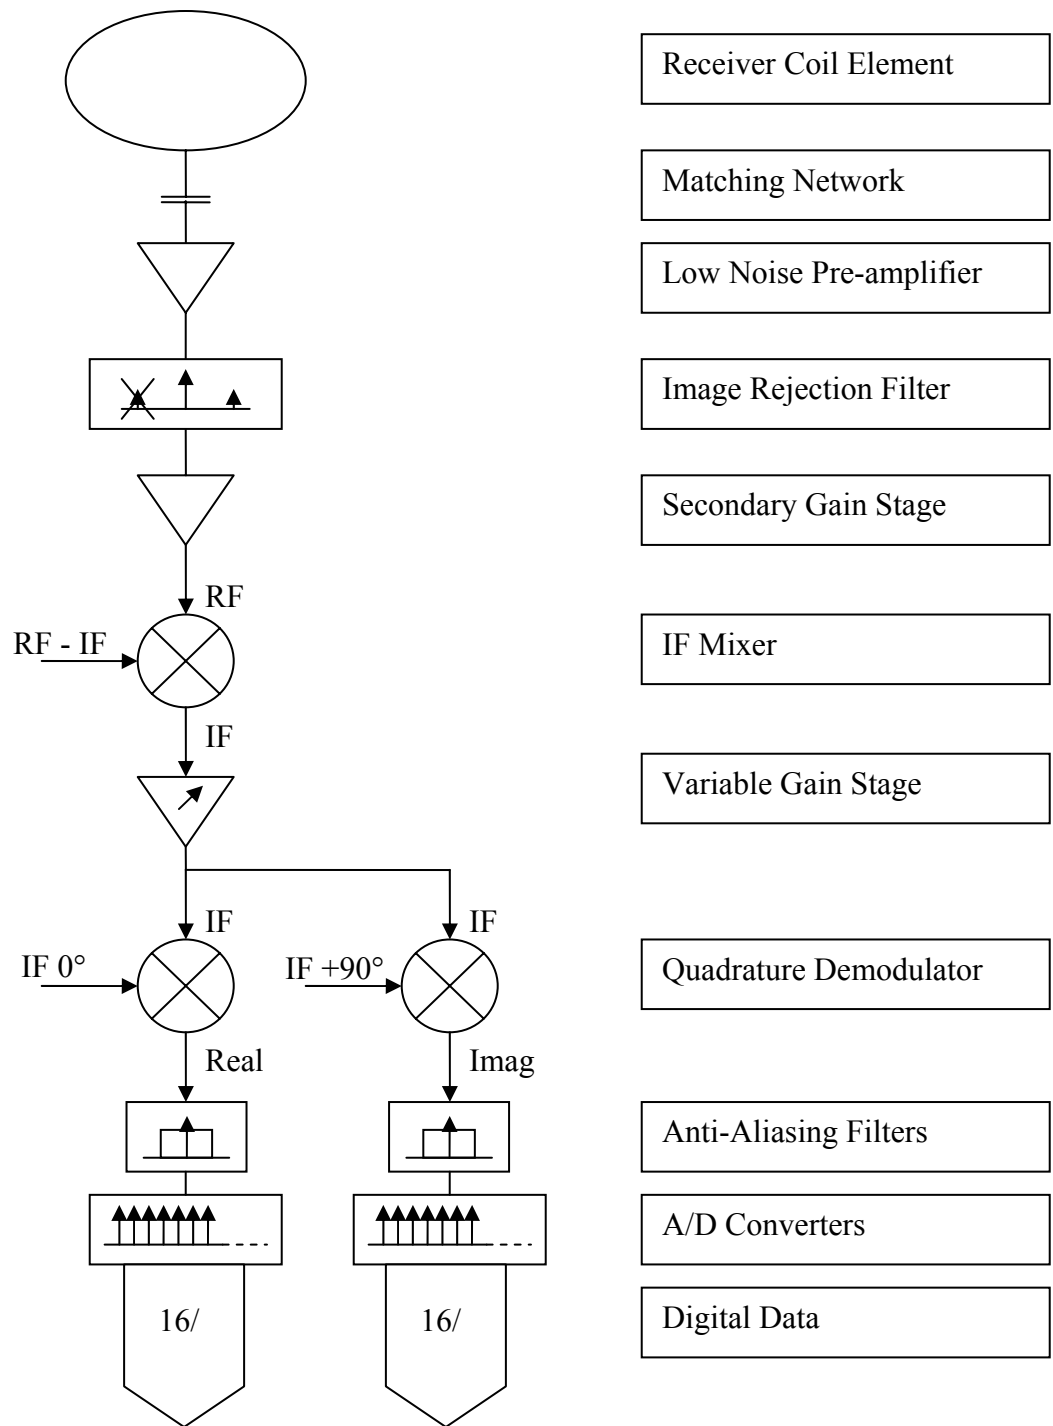 Receiver Coil Element
Matching Network
Low Noise Pre-amplifier
Image Rejection Filter
Secondary Gain Stage
RF
RF - IF
IF Mixer
IF
Variable Gain Stage
IF
IF
IF 0°
IF +90°
Quadrature Demodulator
Real
Imag
Anti-Aliasing Filters
A/D Converters
16/
16/
Digital Data